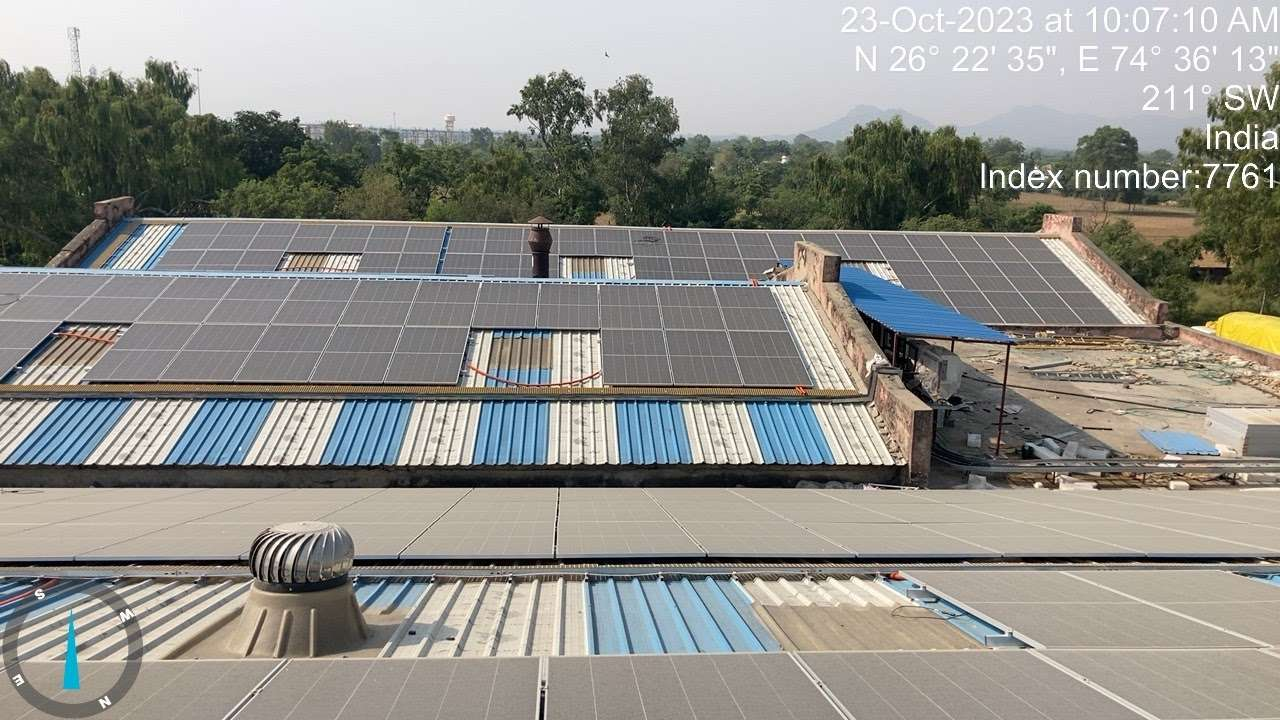 23-Oct-2023 at 10:07:10 AM
N 26° 22' 35", E 74° 36' 13"
211° SW
India
Index number:7761
S
W
E
N